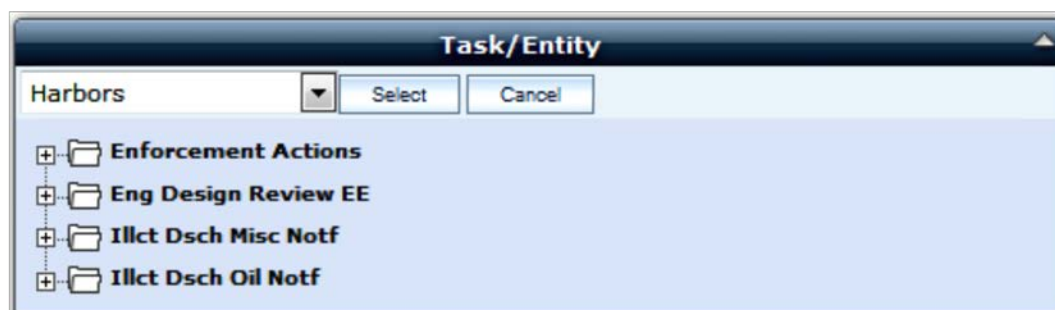 Task/Entity
Harbors Select Cancel
Enforcement Actions
Eng Design Review EE
Illct Dsch Misc Notf
Illct Dsch Oil Notf